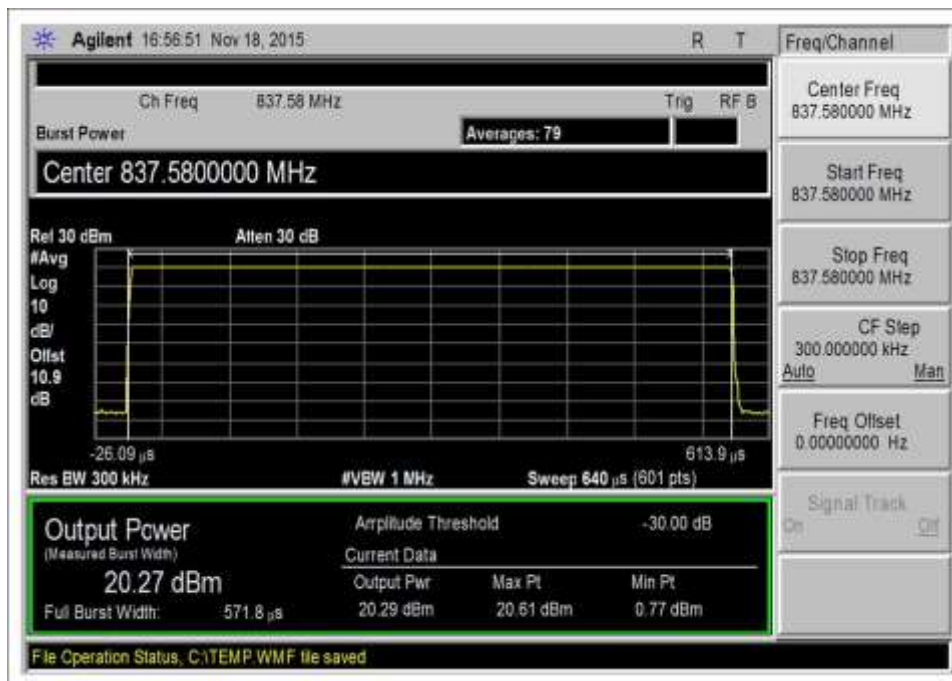 Agilent 16:56:51 Nov 18, 2015 R T
Freq/Channel
Ch Freq 837.58 MHz Trig RF B
Burst Power Averages: 79
Center 837.5800000 MHz
Ref 30 dBm Atten 30 dB
#Avg
Log
10
dB/
Offst
10.9
dB
-26.09 µs 613.9 µs
Res BW 300 kHz #VBW 1 MHz Sweep 640 µs (601 pts)
Output Power
(Measured Burst Width)
20.27 dBm
Full Burst Width: 571.8 µs
Amplitude Threshold -30.00 dB
Current Data
Output Pwr Max Pt Min Pt
20.29 dBm 20.61 dBm 0.77 dBm
File Operation Status, C:\TEMP.WMF file saved
Center Freq
837.580000 MHz
Start Freq
837.580000 MHz
Stop Freq
837.580000 MHz
CF Step
300.000000 kHz
Auto Man
Freq Offset
0.00000000 Hz
Signal Track
On Off